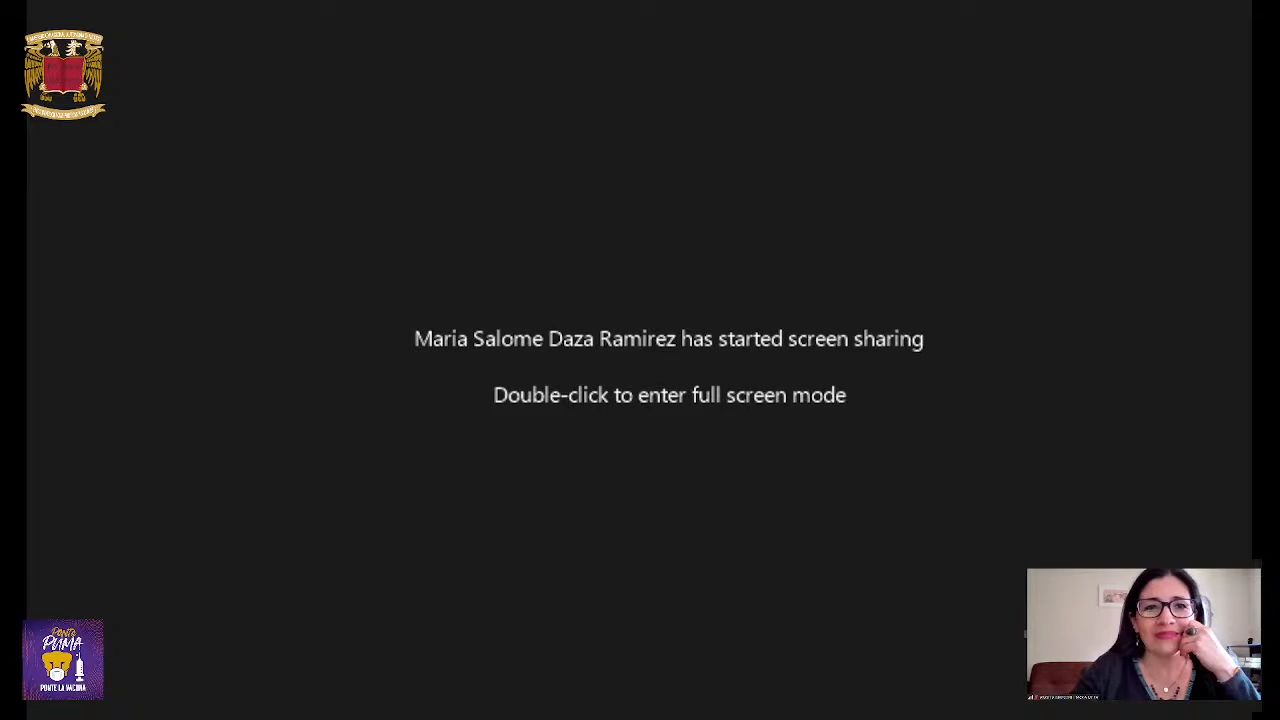 Maria Salome Daza Ramirez has started screen sharing
Double-click to enter full screen mode
PONTE
PUMA
PONTE LA VACUNA